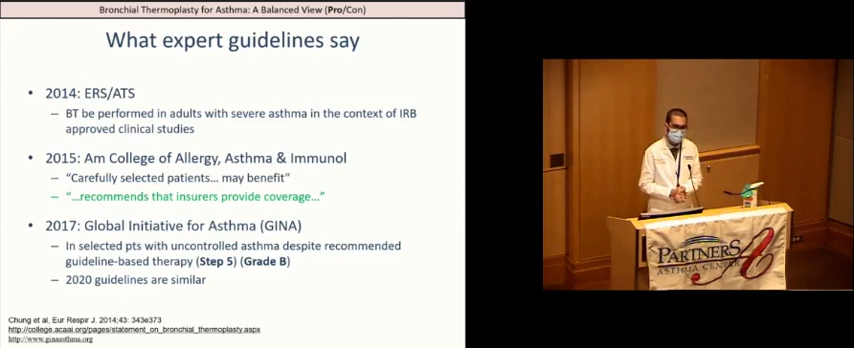 Bronchial Thermoplasty for Asthma: A Balanced View (Pro/Con)
What expert guidelines say
• 2014: ERS/ATS
– BT be performed in adults with severe asthma in the context of IRB
approved clinical studies
• 2015: Am College of Allergy, Asthma & Immunol
– “Carefully selected patients... may benefit”
– “...recommends that insurers provide coverage...”
• 2017: Global Initiative for Asthma (GINA)
– In selected pts with uncontrolled asthma despite recommended
guideline-based therapy (Step 5) (Grade B)
– 2020 guidelines are similar
Chung et al, Eur Respir J. 2014;43: 343e373
http://college.acaai.org/pages/statement_on_bronchial_thermoplasty.aspx
http://www.ginaasthma.org
PARTNERS
ASTHMA CENTER